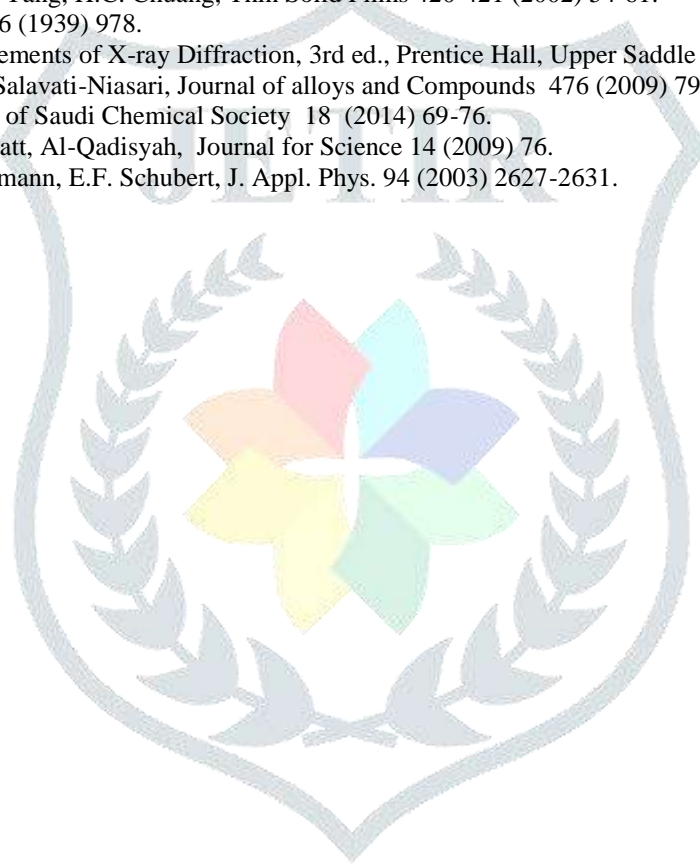 Thin Solid Films 420-421 (2002) 54-61.
6 (1939) 978.
ements of X-ray Diffraction, 3rd ed., Prentice Hall, Upper Saddle
Salavati-Niasari, Journal of alloys and Compounds 476 (2009) 79
of Saudi Chemical Society 18 (2014) 69-76.
att, Al-Qadisyah, Journal for Science 14 (2009) 76.
mann, E.F. Schubert, J. Appl. Phys. 94 (2003) 2627-2631.
JETIR